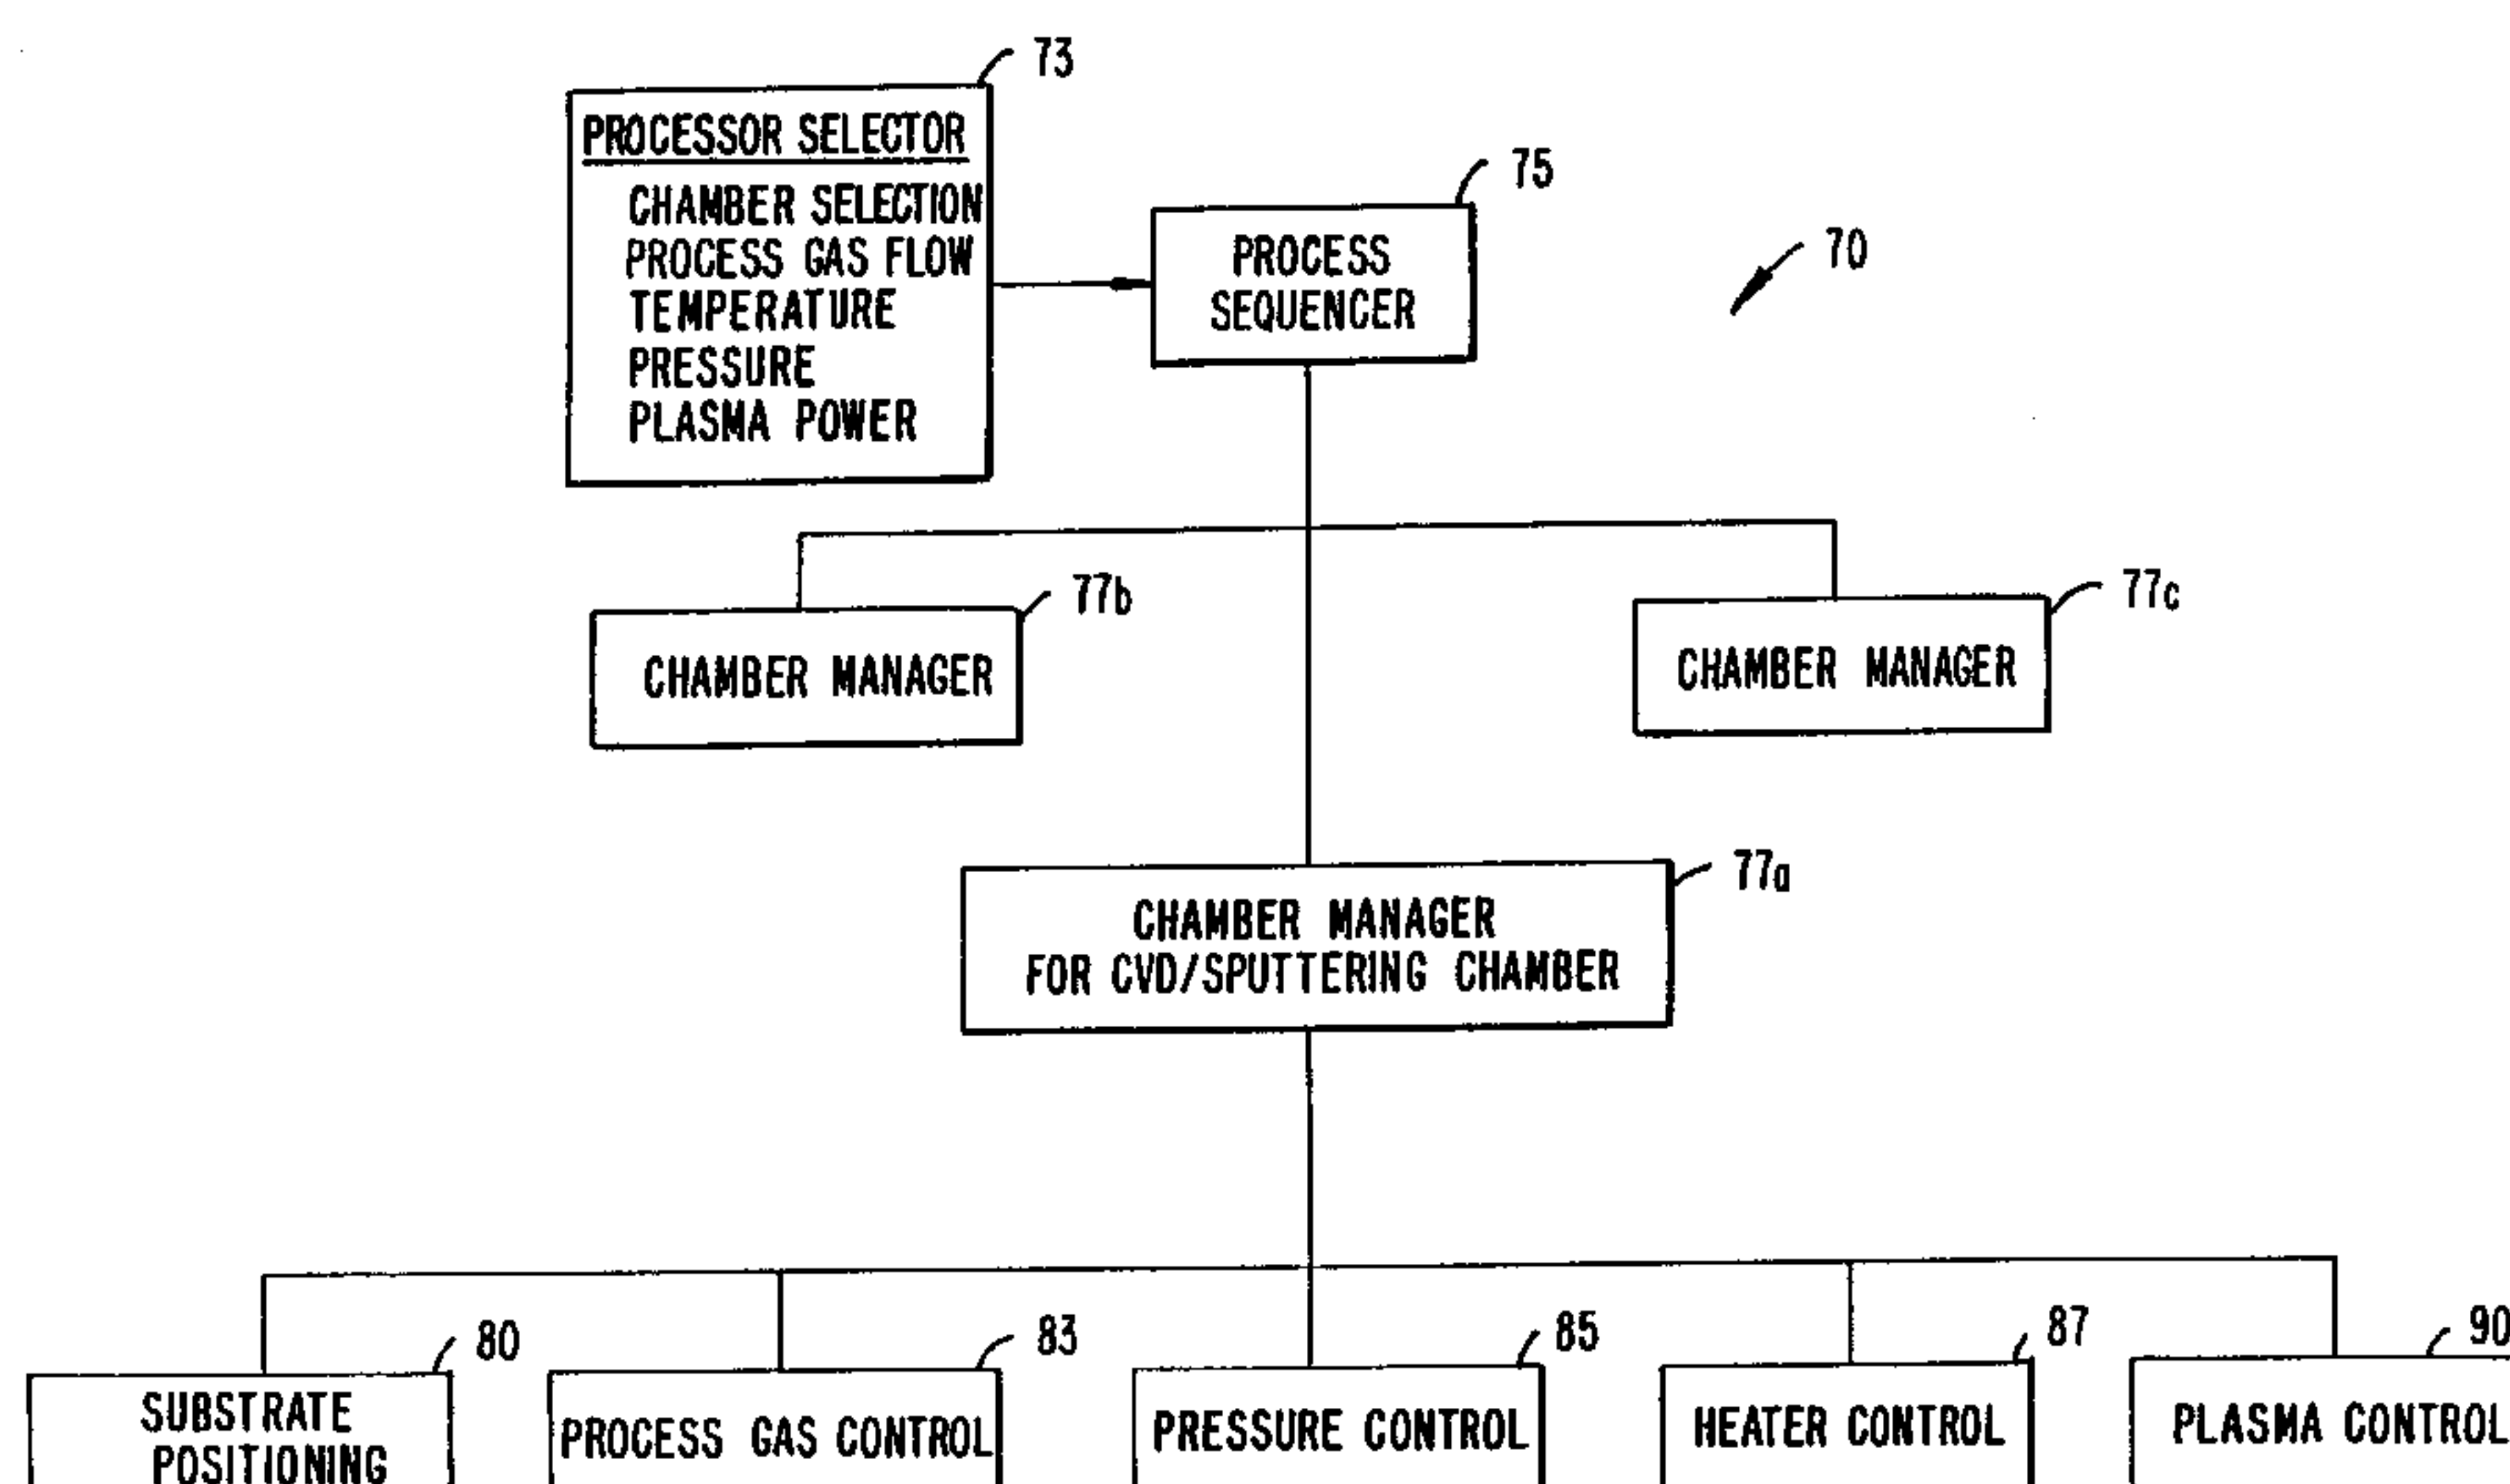 73
PROCESSOR SELECTOR
CHAMBER SELECTION
PROCESS GAS FLOW
TEMPERATURE
PRESSURE
PLASMA POWER
75
PROCESS
SEQUENCER
70
77b
CHAMBER MANAGER
77c
CHAMBER MANAGER
77a
CHAMBER MANAGER
FOR CVD/SPUTTERING CHAMBER
80
SUBSTRATE
POSITIONING
83
PROCESS GAS CONTROL
85
PRESSURE CONTROL
87
HEATER CONTROL
90
PLASMA CONTROL